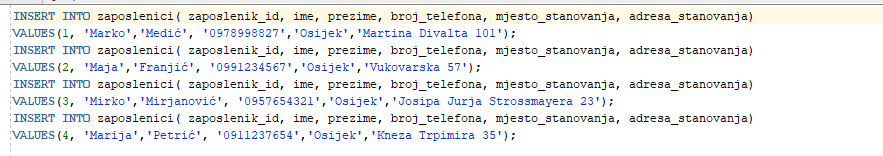 INSERT INTO zaposlenici( zaposlenik_id, ime, prezime, broj_telefona, mjesto_stanovanja, adresa_stanovanja)
VALUES(1, 'Marko','Medić', '0978998827','Osijek','Martina Divalta 101');
INSERT INTO zaposlenici( zaposlenik_id, ime, prezime, broj_telefona, mjesto_stanovanja, adresa_stanovanja)
VALUES(2, 'Maja','Franjić', '0991234567','Osijek','Vukovarska 57');
INSERT INTO zaposlenici( zaposlenik_id, ime, prezime, broj_telefona, mjesto_stanovanja, adresa_stanovanja)
VALUES(3, 'Mirko','Mirjanović', '0957654321','Osijek','Josipa Jurja Strossmayera 23');
INSERT INTO zaposlenici( zaposlenik_id, ime, prezime, broj_telefona, mjesto_stanovanja, adresa_stanovanja)
VALUES(4, 'Marija','Petrić', '0911237654','Osijek','Kneza Trpimira 35');